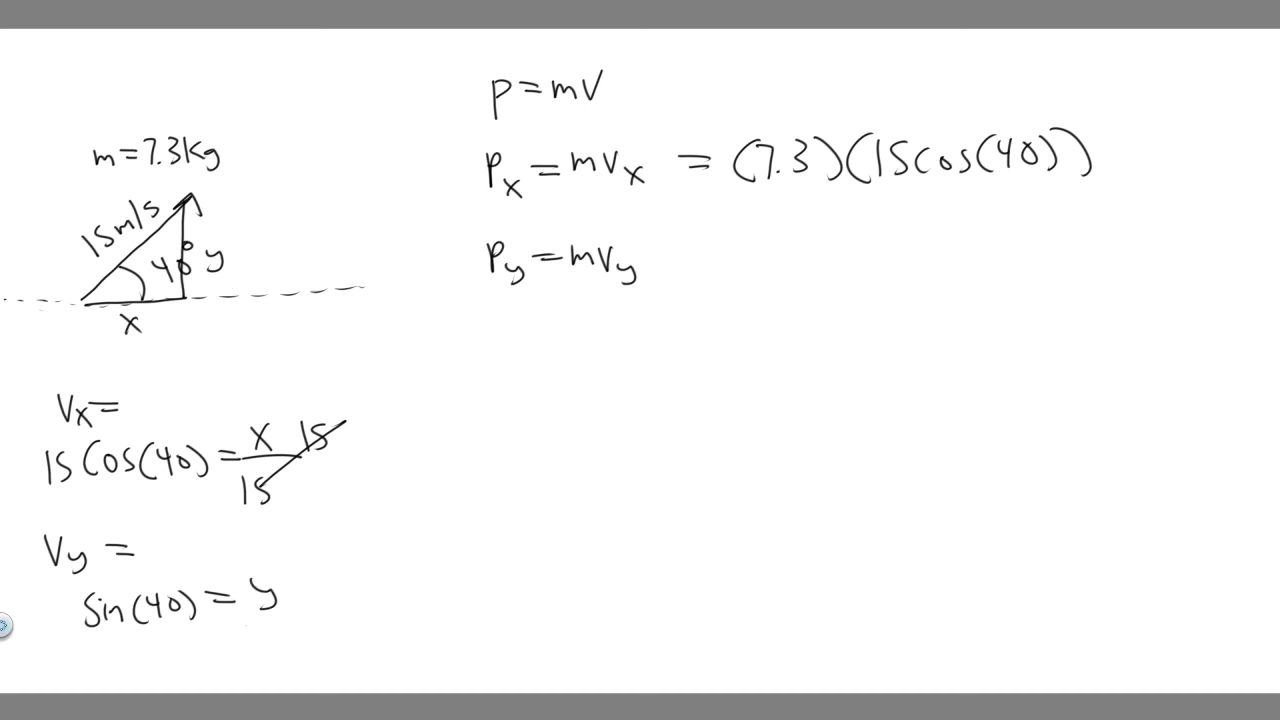 p=mV
m=7.3kg
Px=mVx = (7.3)(15cos(40))
15m/s
40° y
Py=mVy
x
Vx=
15 Cos(40) = x 15
15
Vy =
Sin(40) = y